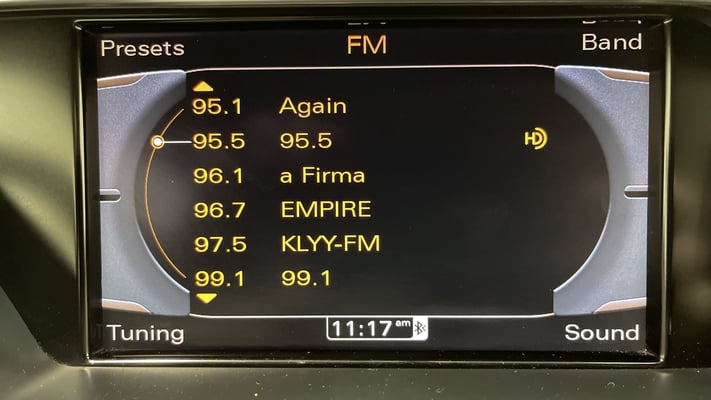 Presets FM Band
95.1 Again
95.5 95.5 HD
96.1 a Firma
96.7 EMPIRE
97.5 KLYY-FM
99.1 99.1
Tuning 11:17 am Sound